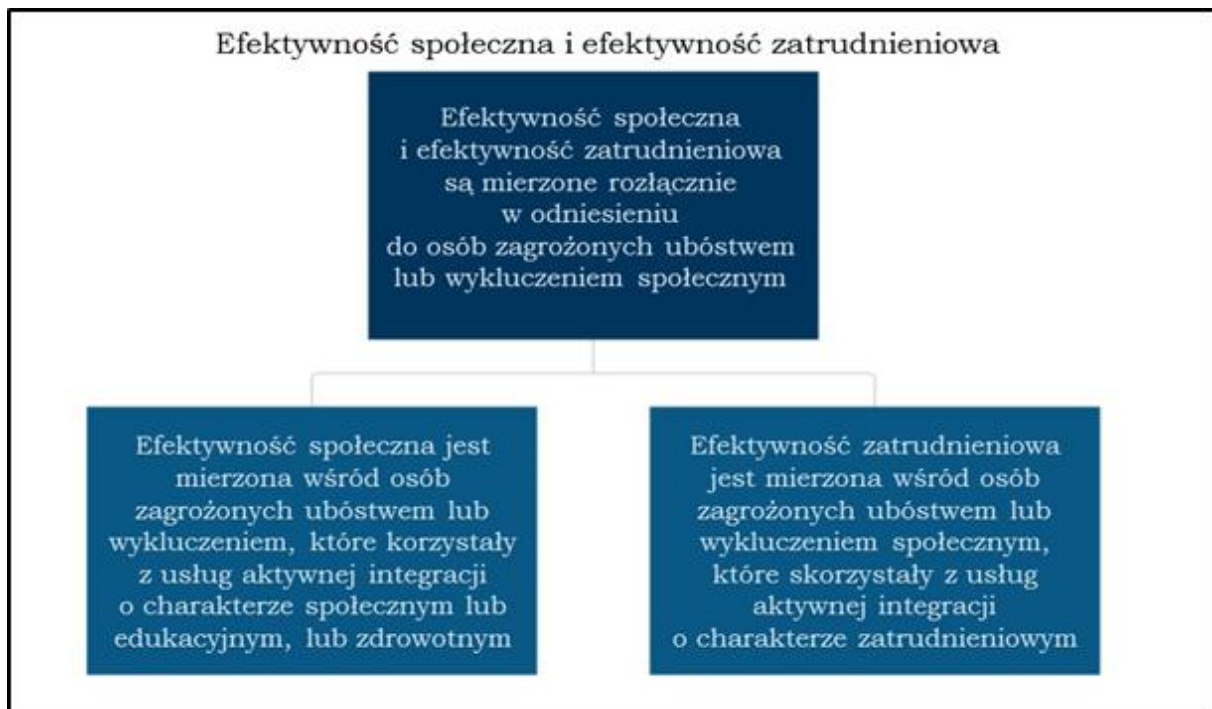 Efektywność społeczna i efektywność zatrudnieniowa
Efektywność społeczna
i efektywność zatrudnieniowa
są mierzone rozłącznie
w odniesieniu
do osób zagrożonych ubóstwem
lub wykluczeniem społecznym
Efektywność społeczna jest
mierzona wśród osób
zagrożonych ubóstwem lub
wykluczeniem, które korzystały
z usług aktywnej integracji
o charakterze społecznym lub
edukacyjnym, lub zdrowotnym
Efektywność zatrudnieniowa
jest mierzona wśród osób
zagrożonych ubóstwem lub
wykluczeniem społecznym,
które skorzystały z usług
aktywnej integracji
o charakterze zatrudnieniowym